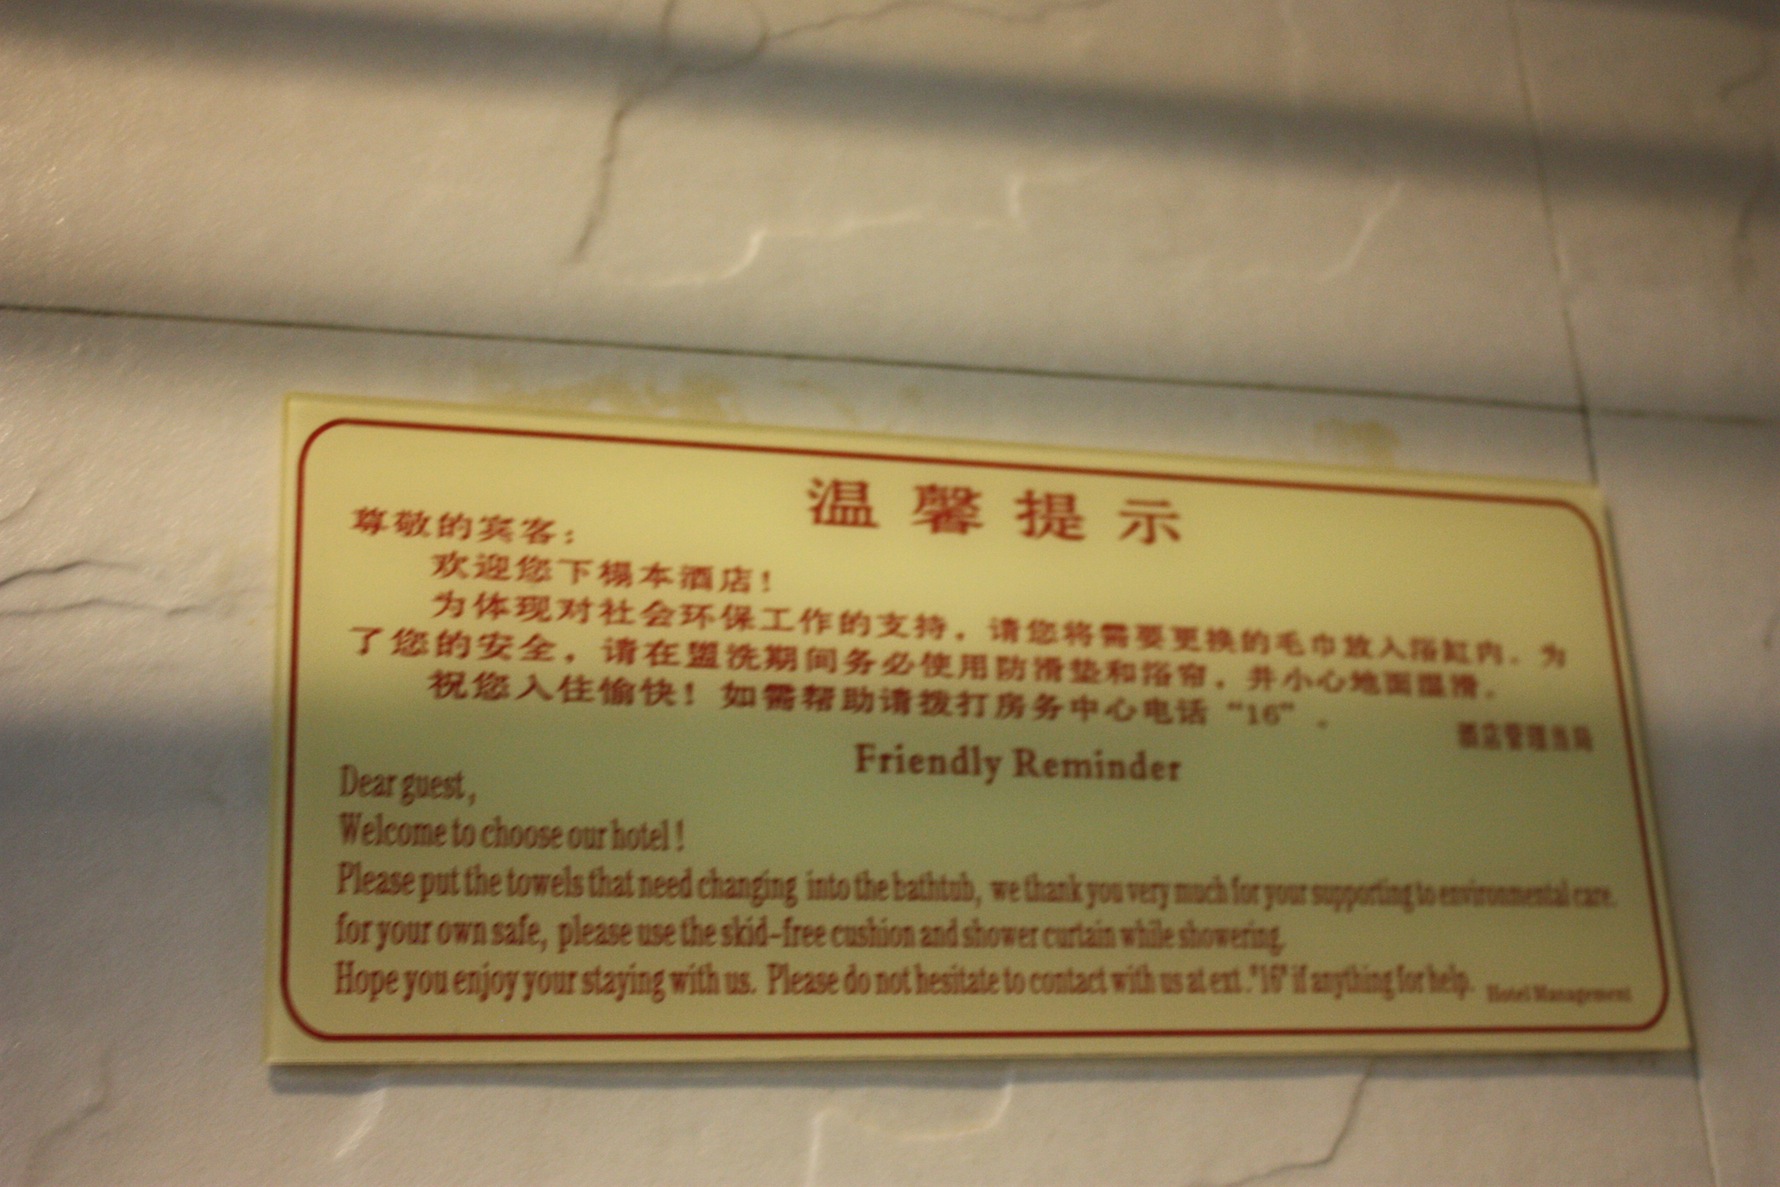 温馨提示
尊敬的宾客：
欢迎您下榻本酒店！
为体现对社会环保工作的支持，请您将需要更换的毛巾放入浴缸内。为
了您的安全，请在盥洗期间务必使用防滑垫和浴帘，并小心地面湿滑。
祝您入住愉快！如需帮助请拨打房务中心电话“16”。
酒店管理当局
Friendly Reminder
Dear guest,
Welcome to choose our hotel !
Please put the towels that need changing into the bathtub, we thank you very much for your supporting to environmental care.
for your own safe, please use the skid-free cushion and shower curtain while showering.
Hope you enjoy your staying with us. Please do not hesitate to contact with us at ext."16" if anything for help.
Hotel Management